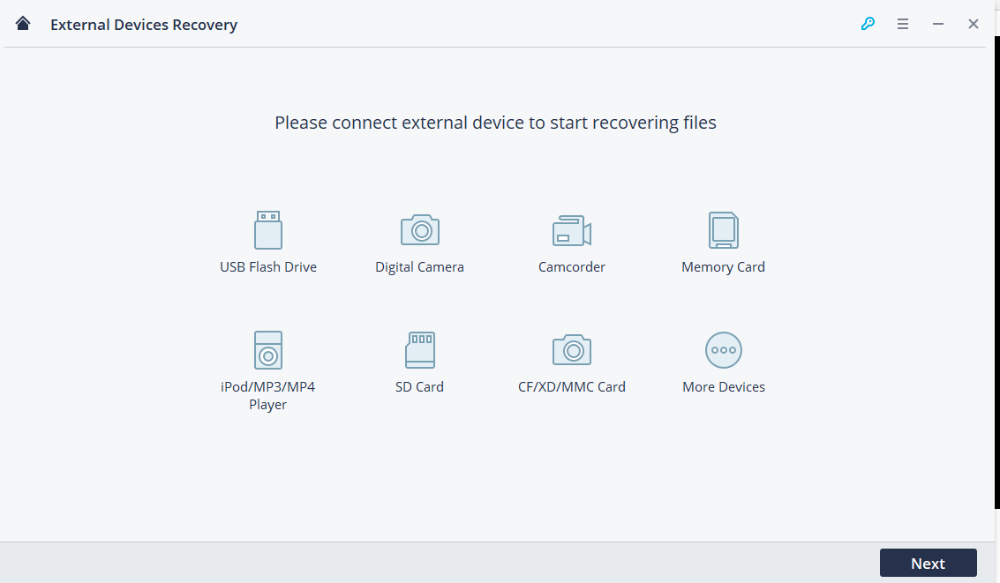 External Devices Recovery
Please connect external device to start recovering files
USB Flash Drive
Digital Camera
Camcorder
Memory Card
iPod/MP3/MP4
Player
SD Card
CF/XD/MMC Card
More Devices
Next